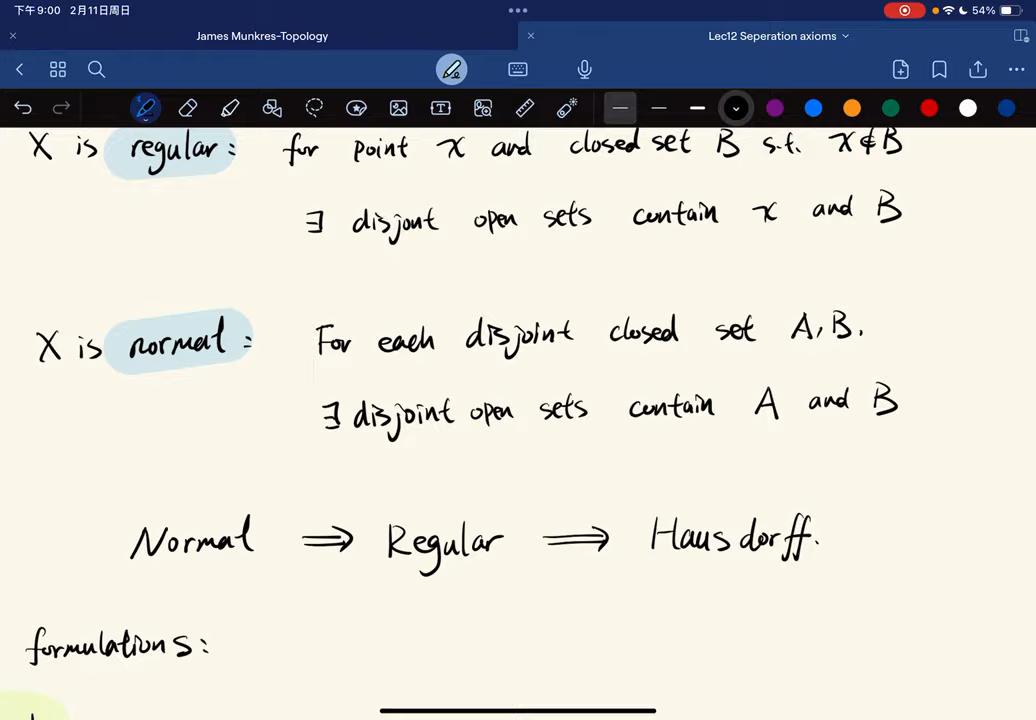 下午9:00 2月11日周日
54%
James Munkres-Topology
Lec12 Seperation axioms
X is regular: for point x and closed set B s.t. x∉B
∃ disjont open sets contain x and B
X is normal: For each disjoint closed set A, B.
∃ disjoint open sets contain A and B
Normal ⟹ Regular ⟹ Hausdorff.
formulations: